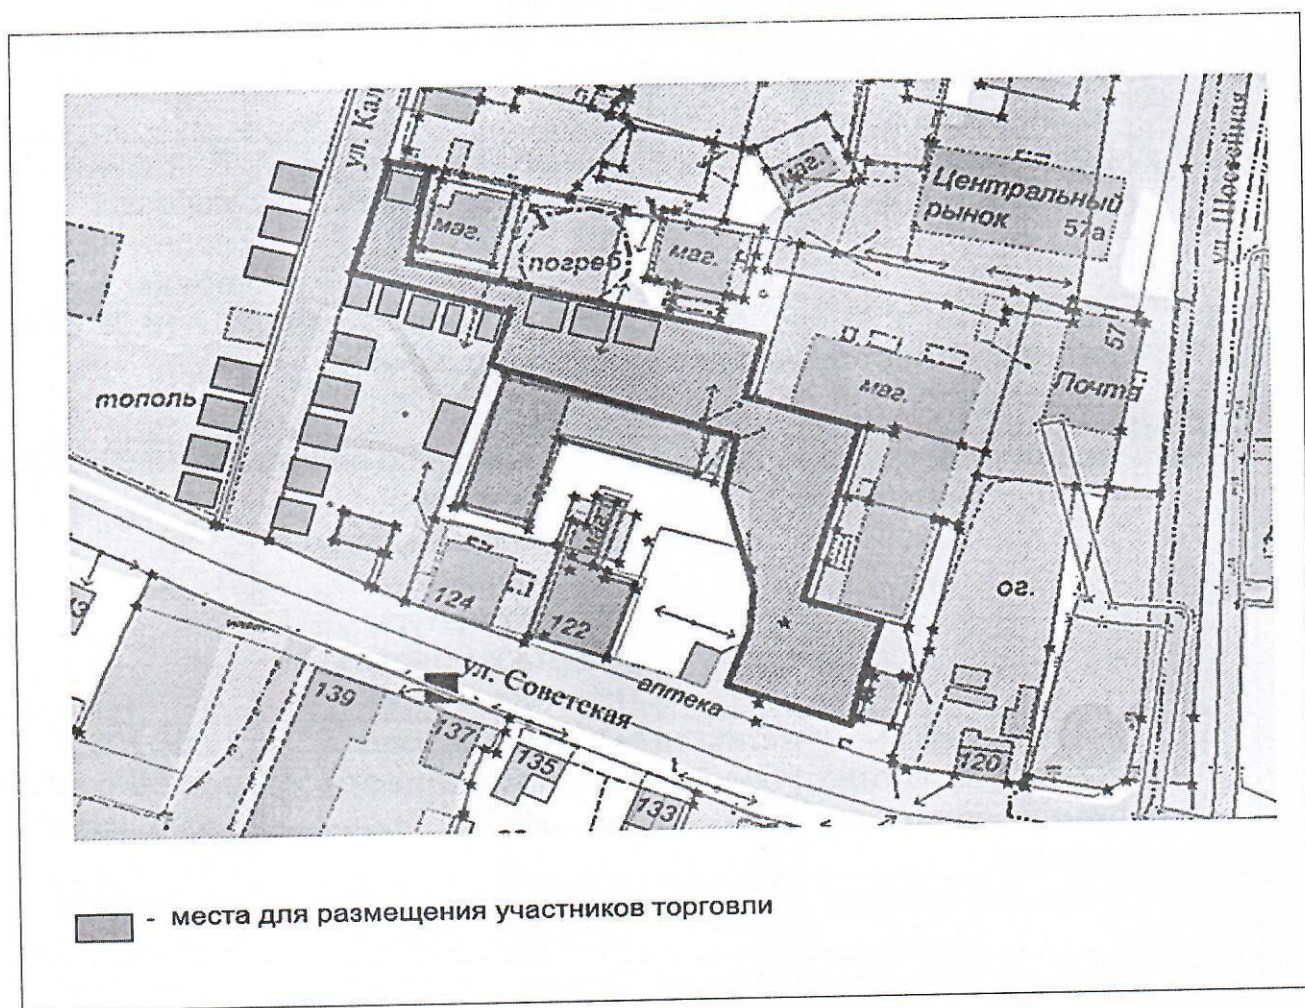 ул. Кал
ул. Шоссейная
маг.
Центральный
рынок 57а
маг.
погреб
маг.
57
Почта
маг.
тополь
маг.
ог.
124
122
ул. Советская
аптека
139
137
135
133
120
- места для размещения участников торговли